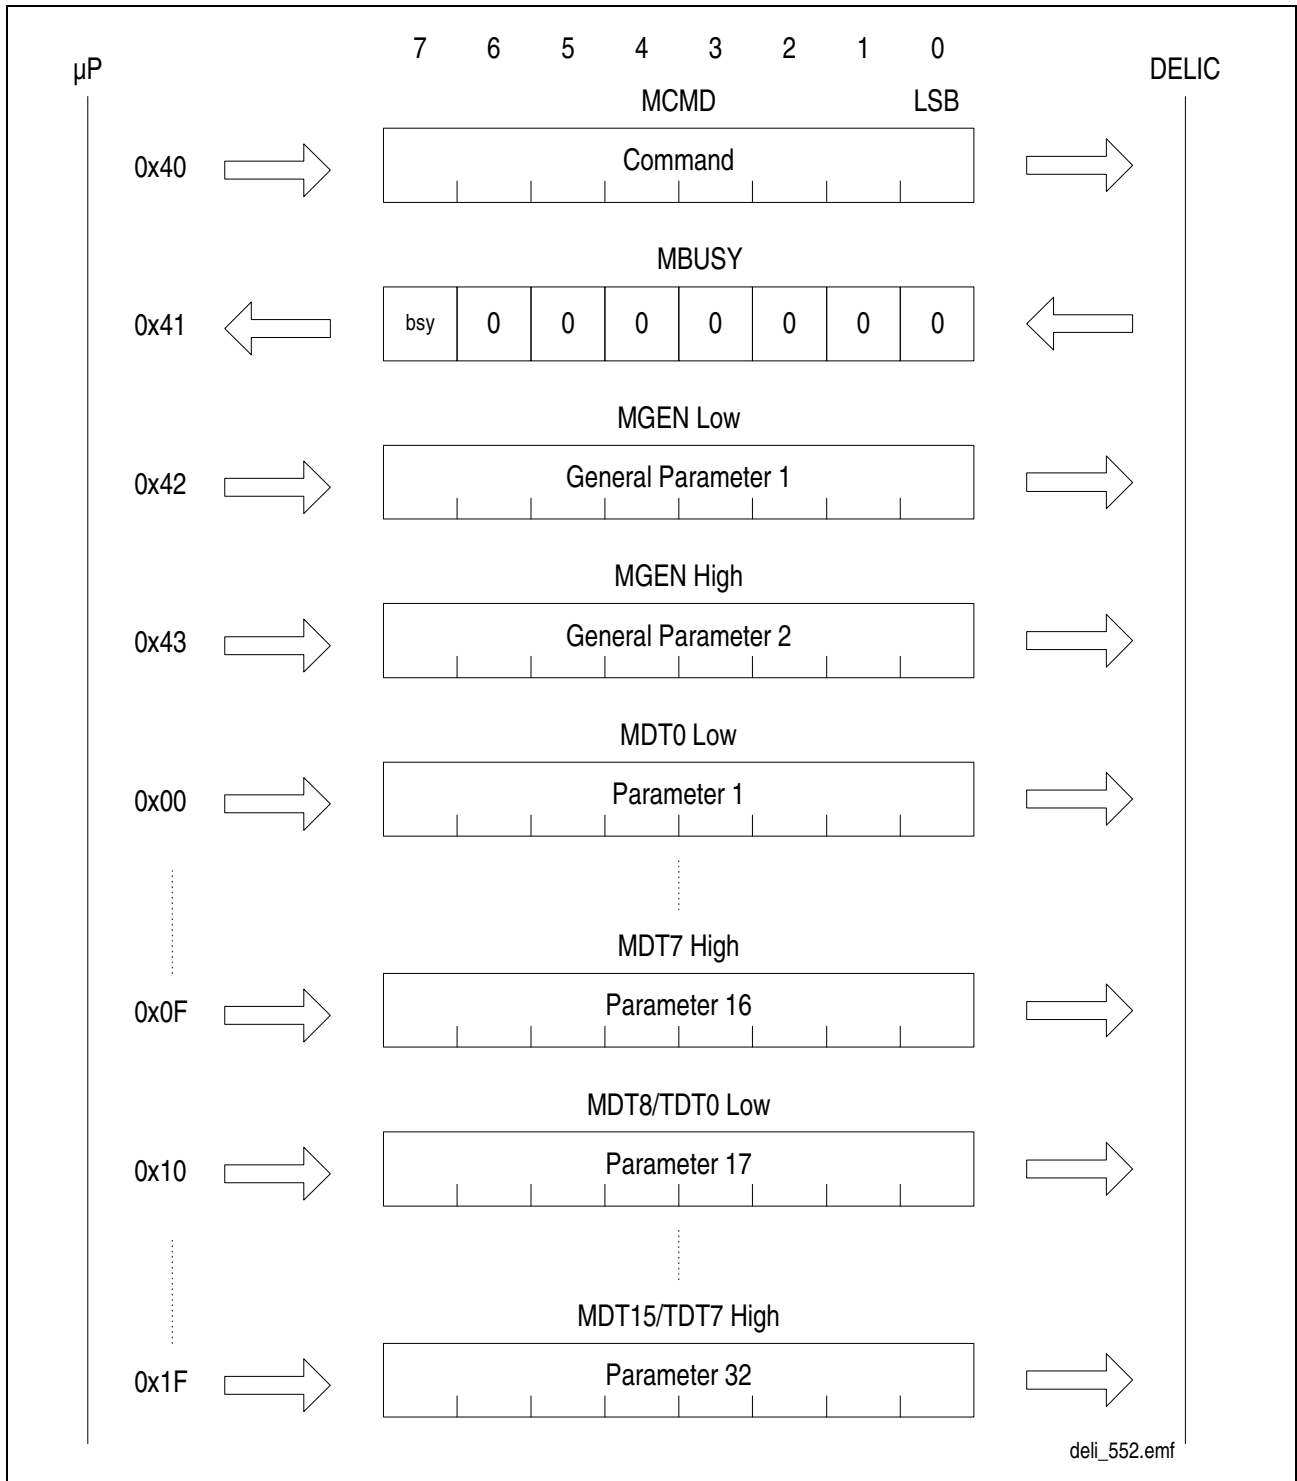 7 6 5 4 3 2 1 0
µP DELIC
MCMD LSB
0x40 Command
MBUSY
0x41 bsy 0 0 0 0 0 0 0
MGEN Low
0x42 General Parameter 1
MGEN High
0x43 General Parameter 2
MDT0 Low
0x00 Parameter 1
MDT7 High
0x0F Parameter 16
MDT8/TDT0 Low
0x10 Parameter 17
MDT15/TDT7 High
0x1F Parameter 32
deli_552.emf